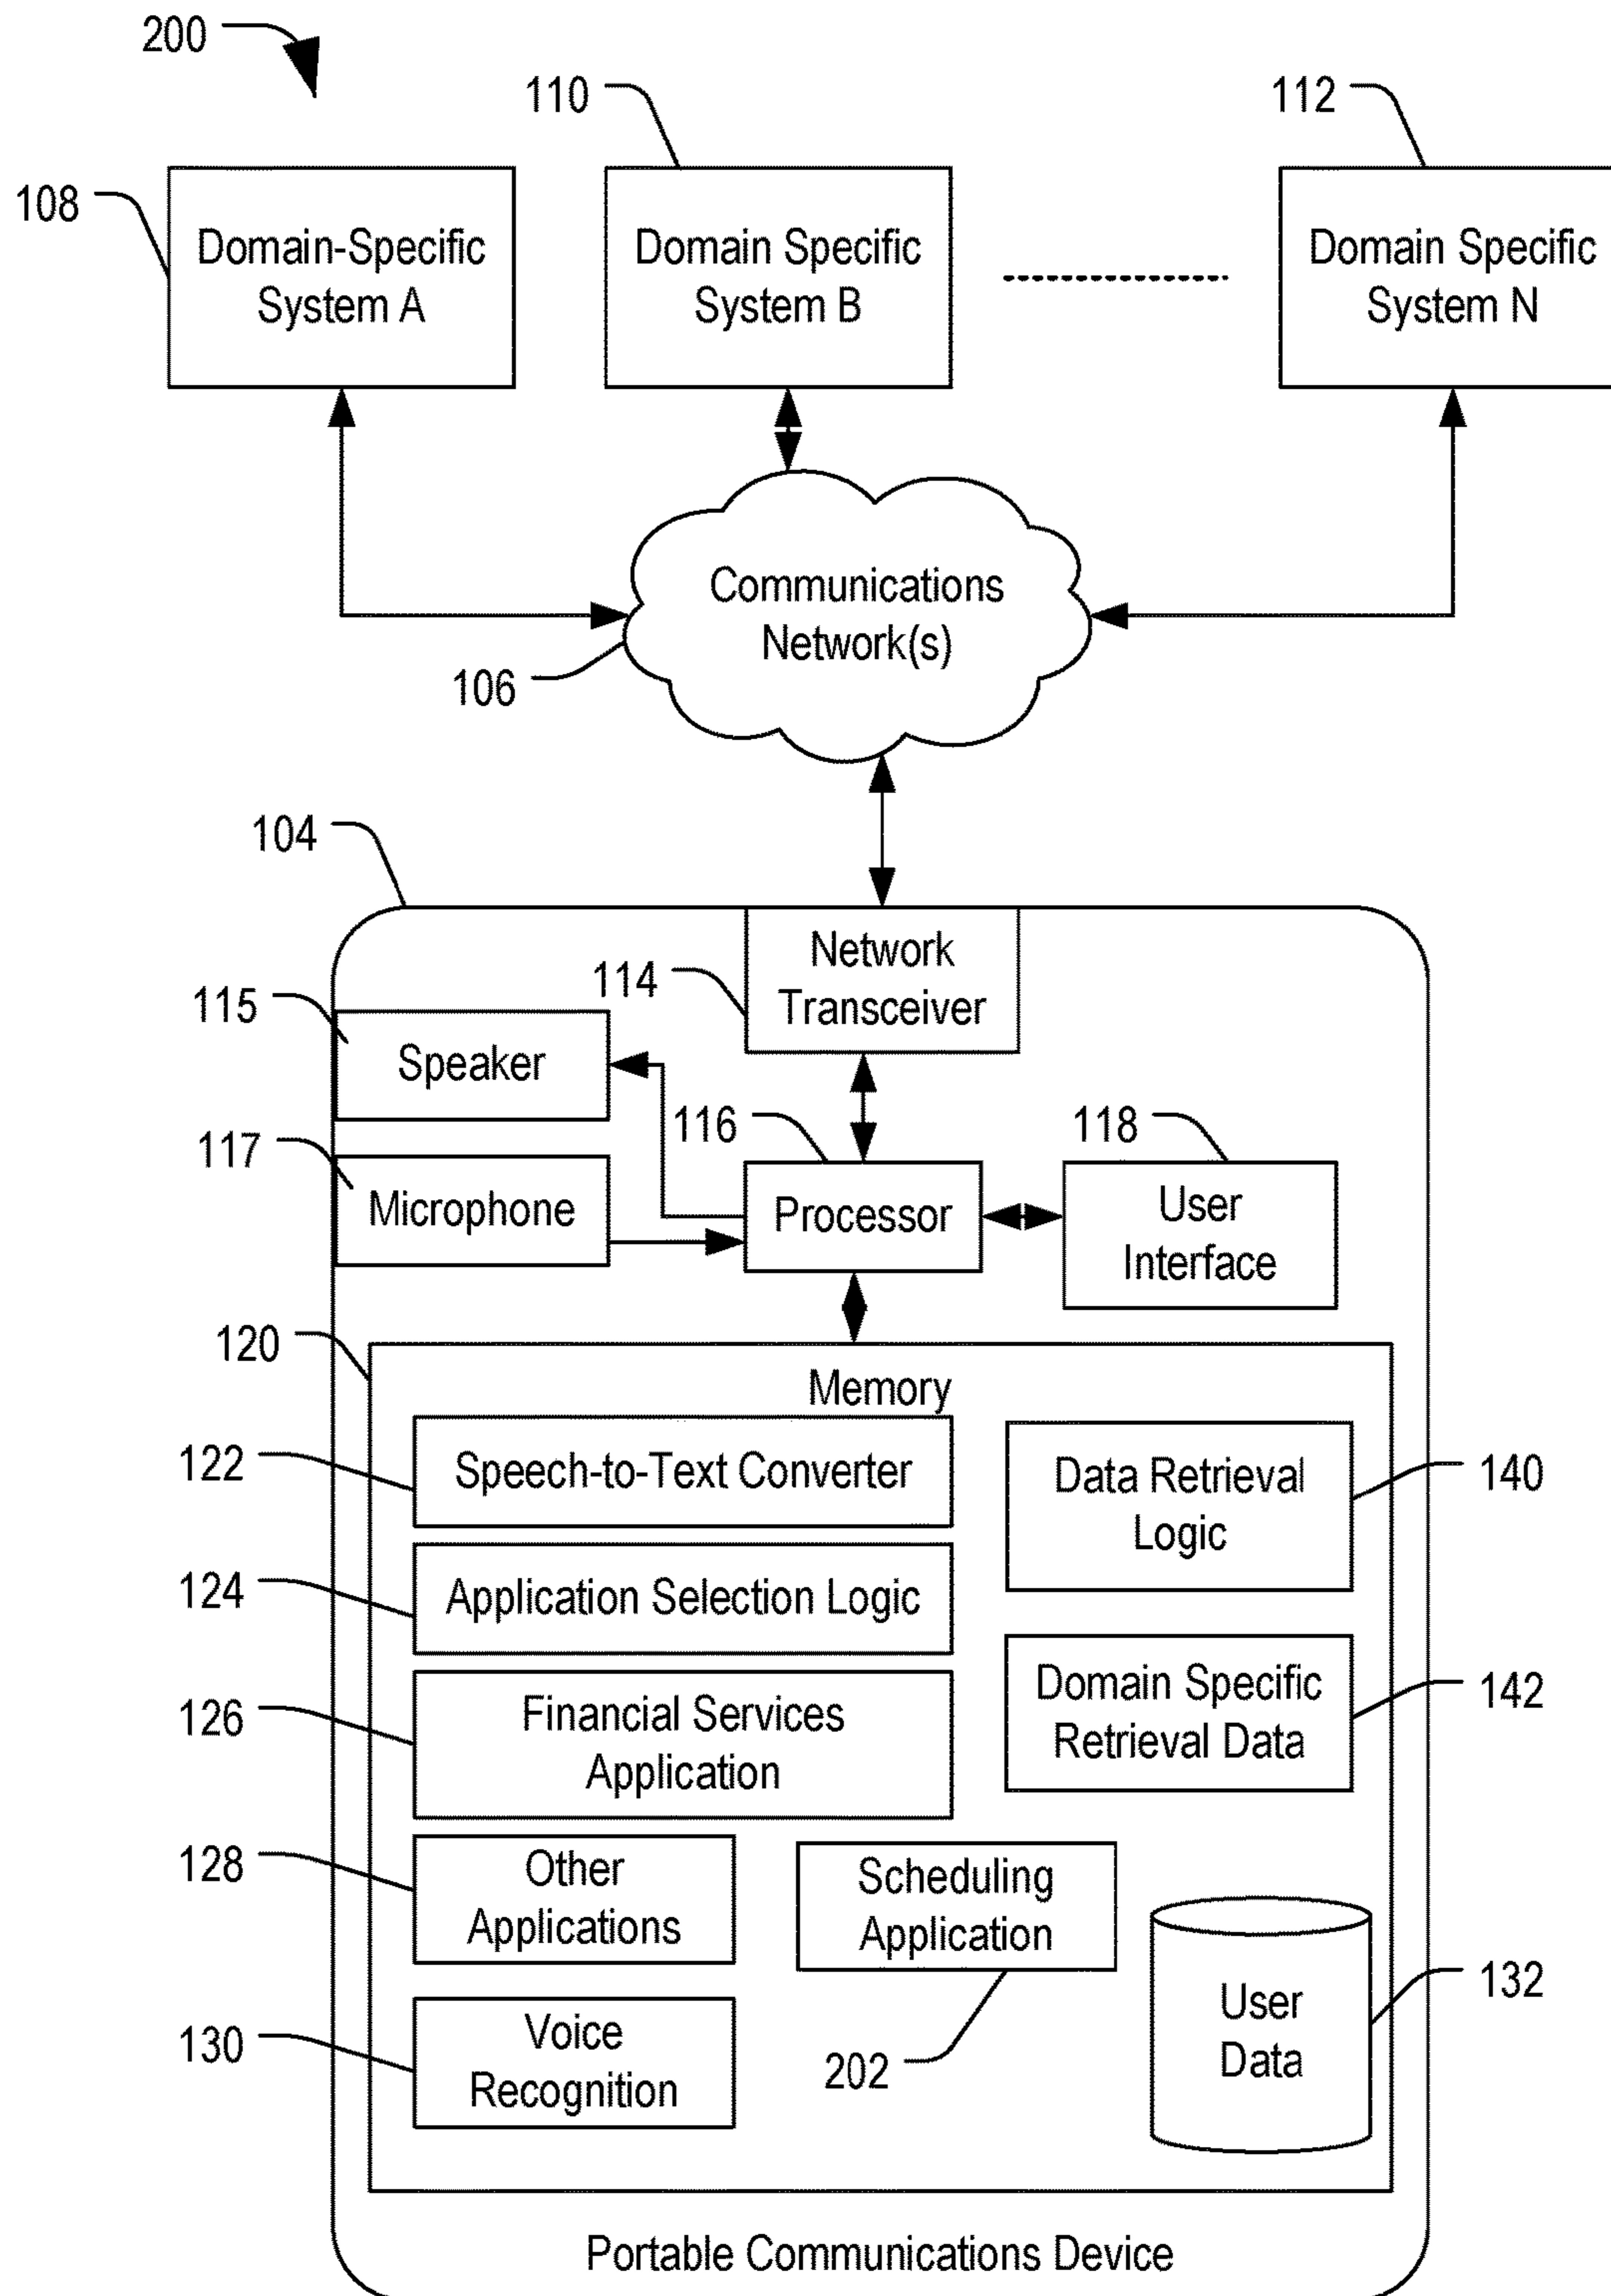 200
110
112
108
Domain-Specific
System A
Domain Specific
System B
Domain Specific
System N
Communications
Network(s)
106
104
Network
Transceiver
114
115
Speaker
116
118
117
Microphone
Processor
User
Interface
120
Memory
122
Speech-to-Text Converter
Data Retrieval
Logic
140
124
Application Selection Logic
126
Financial Services
Application
Domain Specific
Retrieval Data
142
128
Other
Applications
Scheduling
Application
132
User
Data
130
Voice
Recognition
202
Portable Communications Device